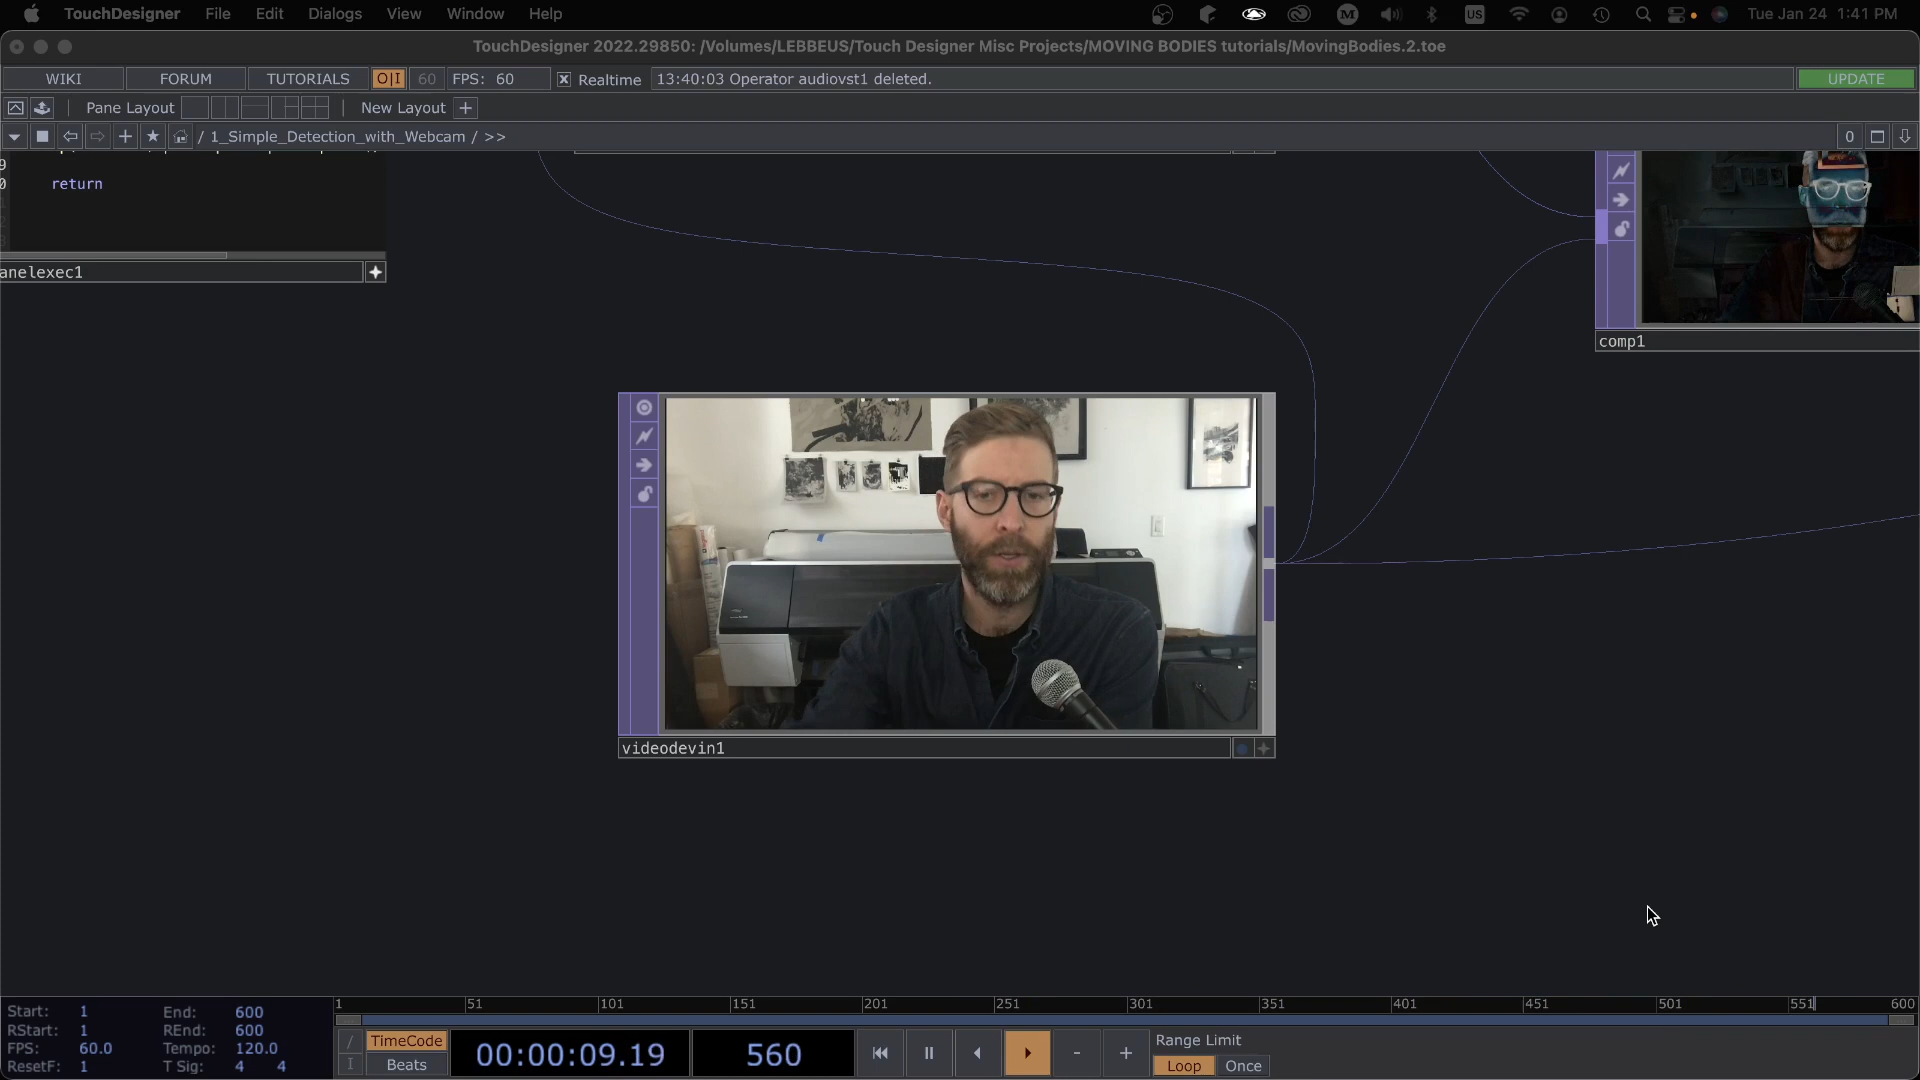 TouchDesigner File Edit Dialogs View Window Help US Tue Jan 24 1:41 PM
TouchDesigner 2022.29850: /Volumes/LEBBEUS/Touch Designer Misc Projects/MOVING BODIES tutorials/MovingBodies.2.toe
WIKI FORUM TUTORIALS O|I 60 FPS: 60 Realtime 13:40:03 Operator audiovst1 deleted. UPDATE
Pane Layout New Layout +
/ 1_Simple_Detection_with_Webcam / >> 0
9
0 return
anelexec1
comp1
videodevin1
1 51 101 151 201 251 301 351 401 451 501 551 600
Start: 1 End: 600
RStart: 1 REnd: 600
FPS: 60.0 Tempo: 120.0
ResetF: 1 T Sig: 4 4
/ TimeCode
I Beats
00:00:09.19 560 - +
Range Limit
Loop Once